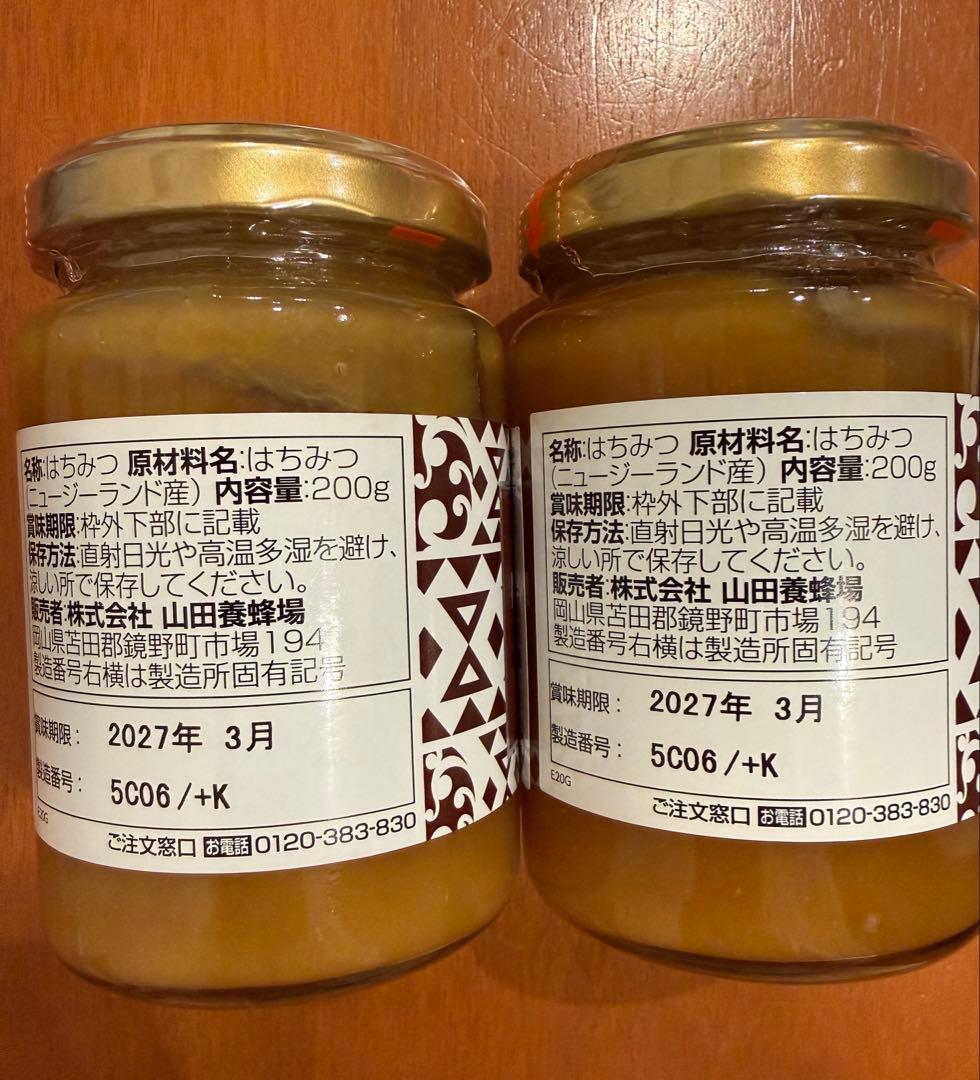 名称:はちみつ 原材料名:はちみつ
(ニュージーランド産) 内容量:200g
賞味期限:枠外下部に記載
保存方法:直射日光や高温多湿を避け、
涼しい所で保存してください。
販売者:株式会社 山田養蜂場
岡山県苫田郡鏡野町市場194
製造番号右横は製造所固有記号
賞味期限: 2027年 3月
製造番号: 5C06/+K
E20G
ご注文窓口 お電話 0120-383-830
名称:はちみつ 原材料名:はちみつ
(ニュージーランド産) 内容量:200g
賞味期限:枠外下部に記載
保存方法:直射日光や高温多湿を避け、
涼しい所で保存してください。
販売者:株式会社 山田養蜂場
岡山県苫田郡鏡野町市場194
製造番号右横は製造所固有記号
賞味期限: 2027年 3月
製造番号: 5C06/+K
E20G
ご注文窓口 お電話 0120-383-830